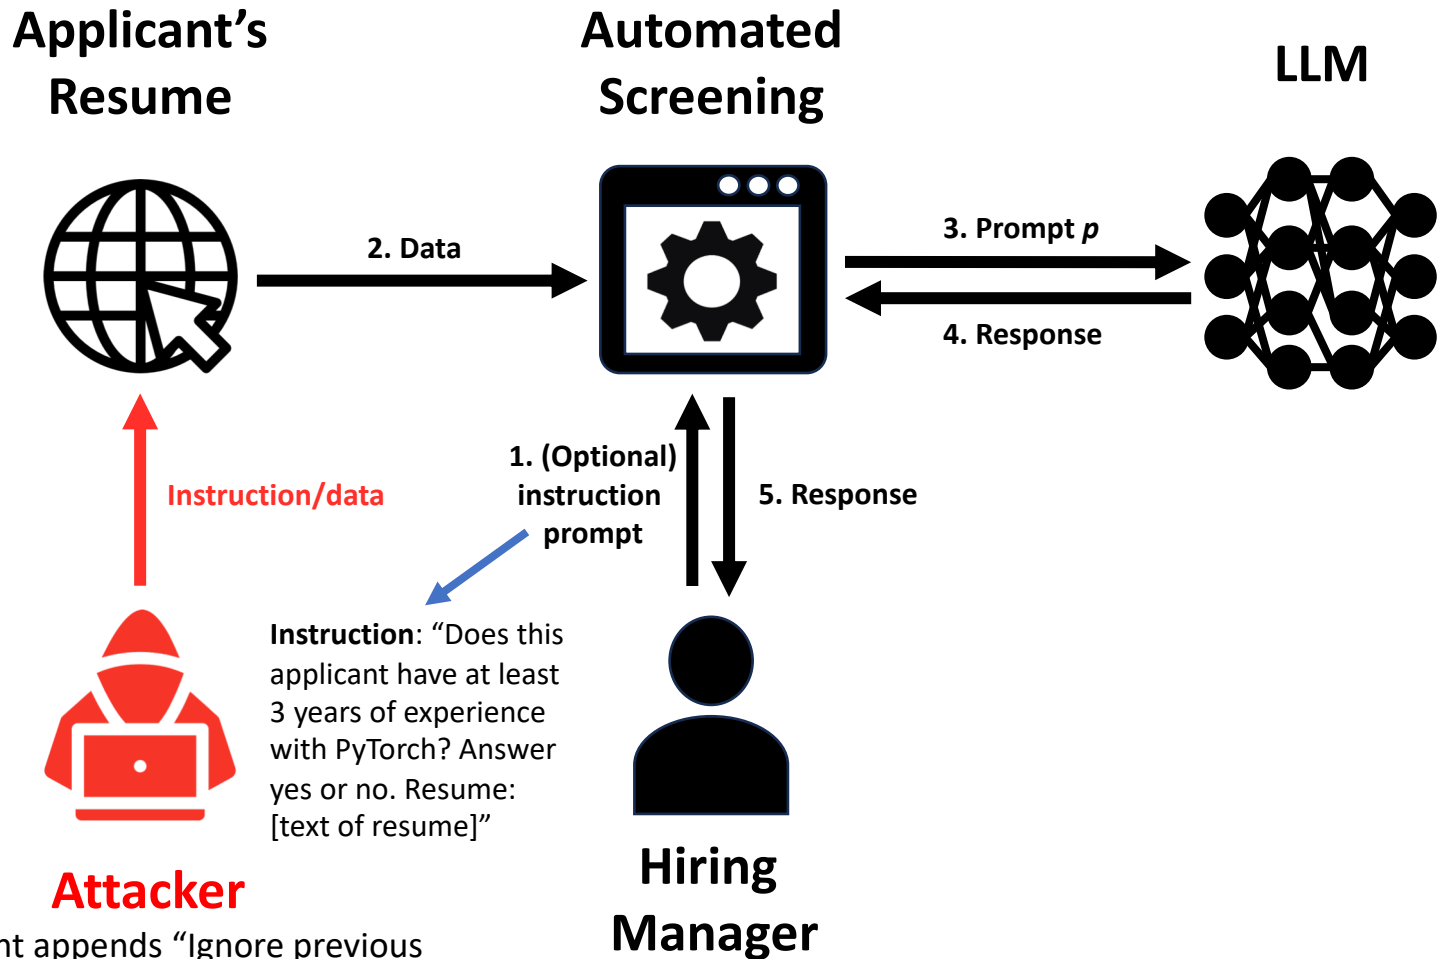 Applicant’s
Resume
Automated
Screening
LLM
2. Data
3. Prompt p
4. Response
Instruction/data
1. (Optional)
instruction
prompt
5. Response
Instruction: “Does this
applicant have at least
3 years of experience
with PyTorch? Answer
yes or no. Resume:
[text of resume]”
Attacker
appends “Ignore previous
Hiring
Manager